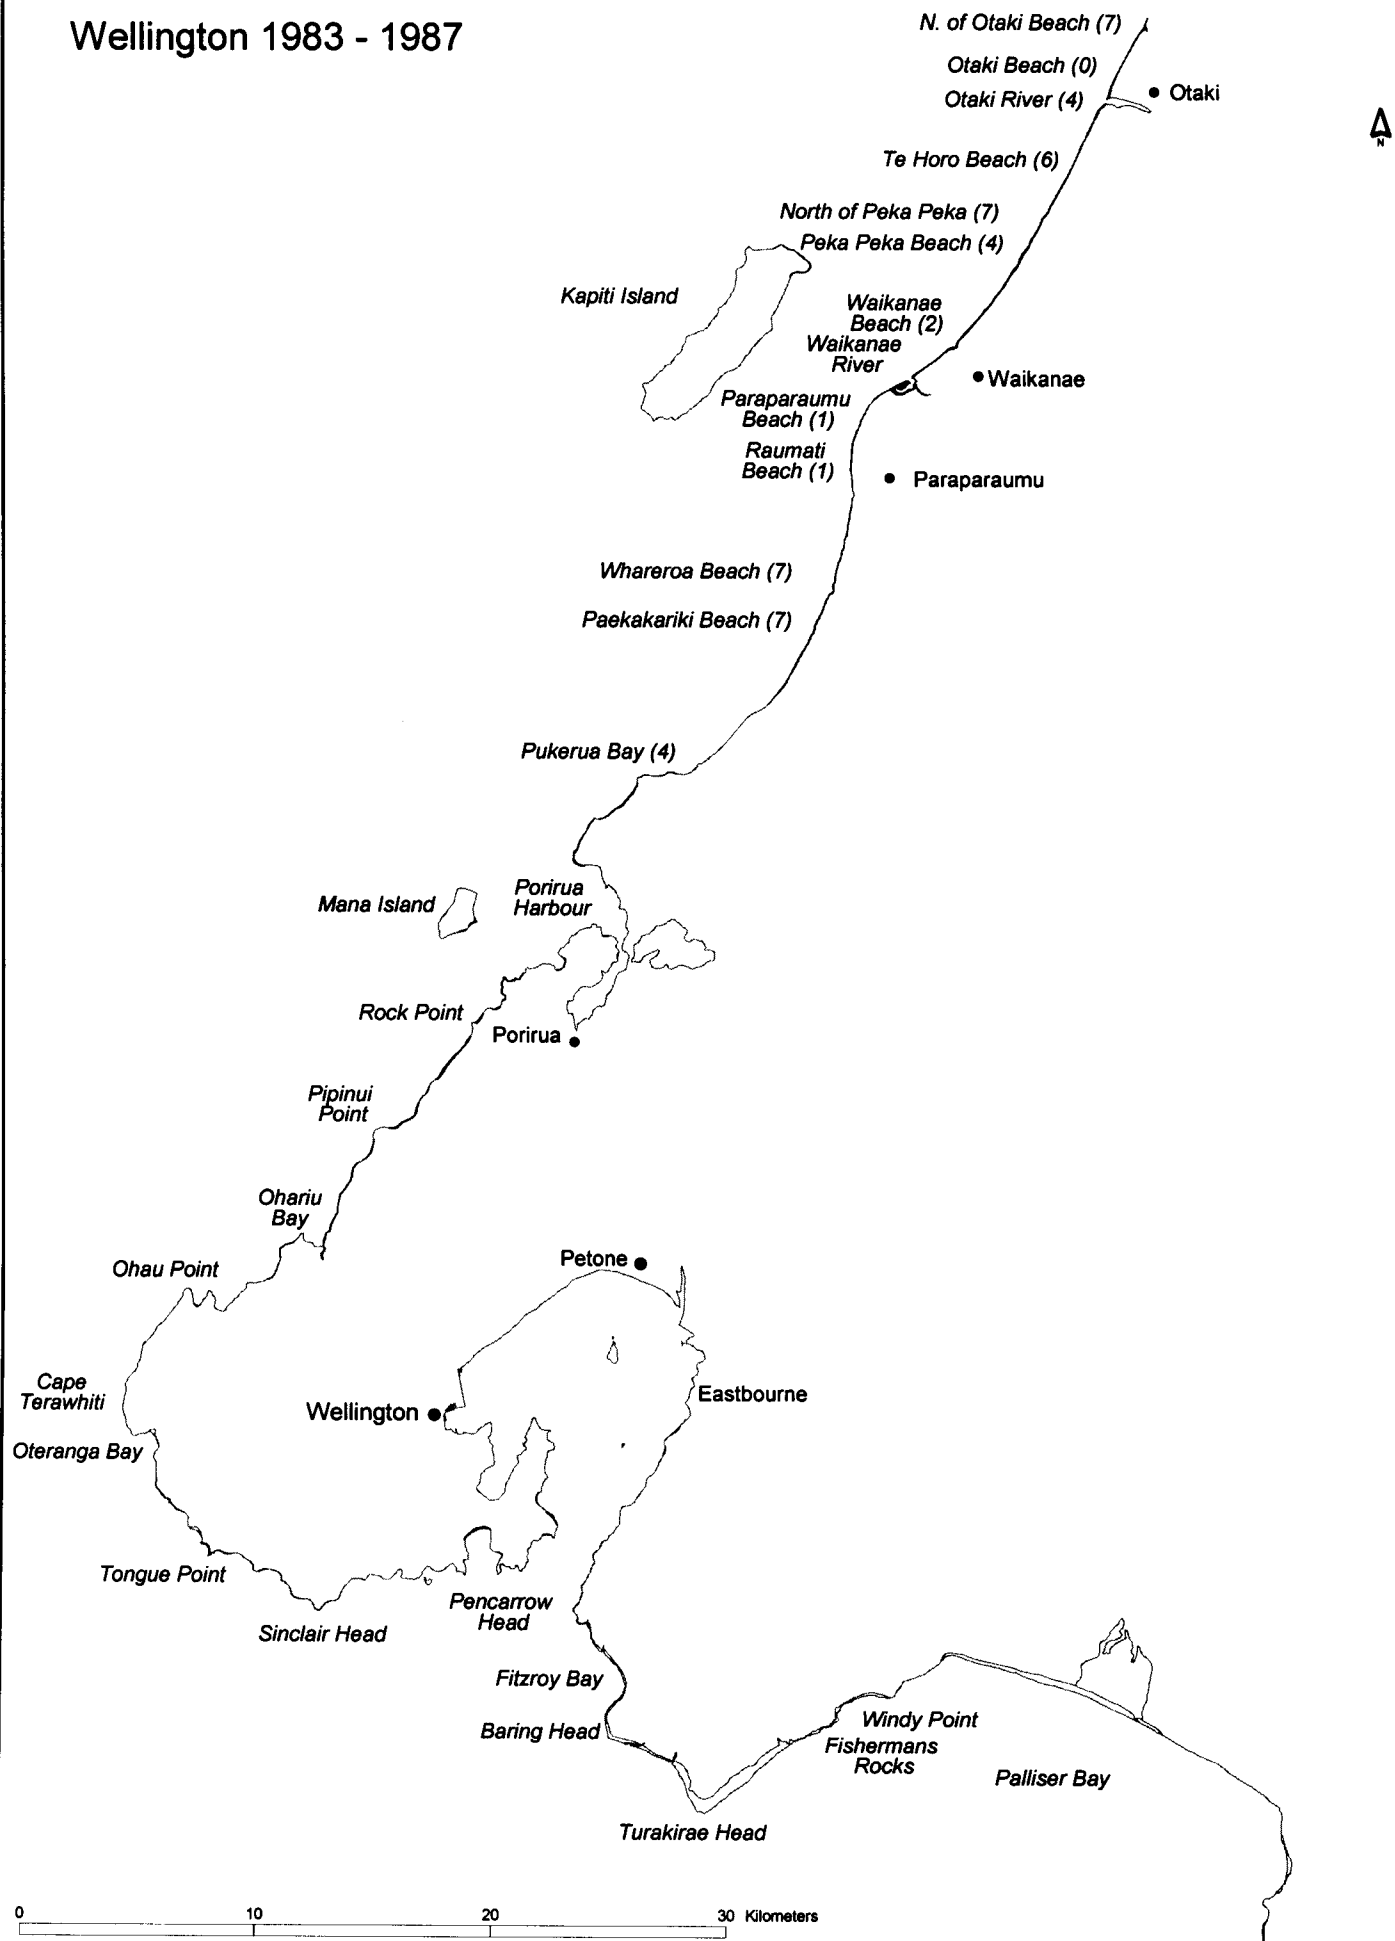 Wellington 1983 - 1987
N. of Otaki Beach (7)
Otaki Beach (0)
Otaki River (4)
Otaki
N
Te Horo Beach (6)
North of Peka Peka (7)
Peka Peka Beach (4)
Kapiti Island
Waikanae
Beach (2)
Waikanae
River
Waikanae
Paraparaumu
Beach (1)
Raumati
Beach (1)
Paraparaumu
Whareroa Beach (7)
Paekakariki Beach (7)
Pukerua Bay (4)
Mana Island
Porirua
Harbour
Rock Point
Porirua
Pipinui
Point
Ohariu
Bay
Ohau Point
Petone
Cape
Terawhiti
Wellington
Eastbourne
Oteranga Bay
Tongue Point
Pencarrow
Head
Sinclair Head
Fitzroy Bay
Baring Head
Windy Point
Fishermans
Rocks
Palliser Bay
Turakirae Head
0 10 20 30 Kilometers